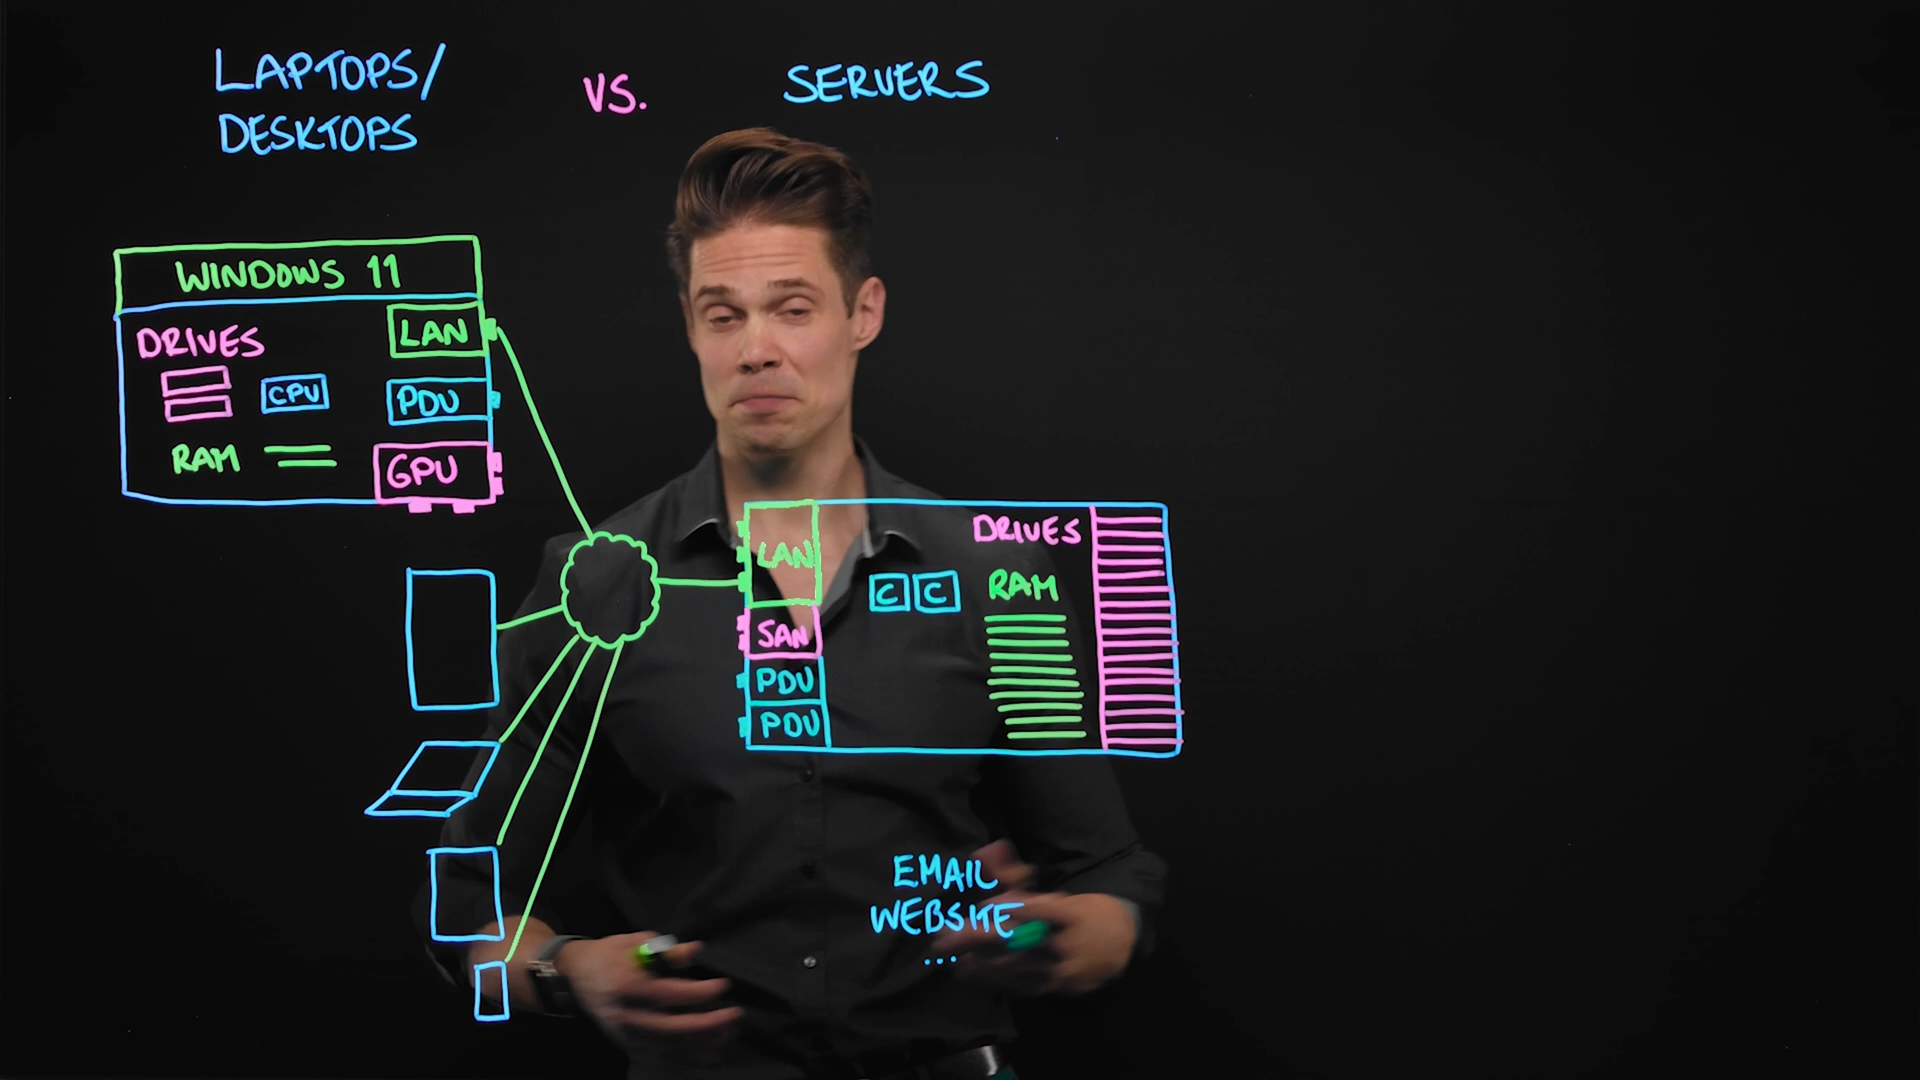 LAPTOPS/
DESKTOPS
VS.
SERVERS
WINDOWS 11
DRIVES
LAN
CPU
PDU
RAM
GPU
LAN
SAN
PDU
PDU
C C
DRIVES
RAM
EMAIL
WEBSITE
...